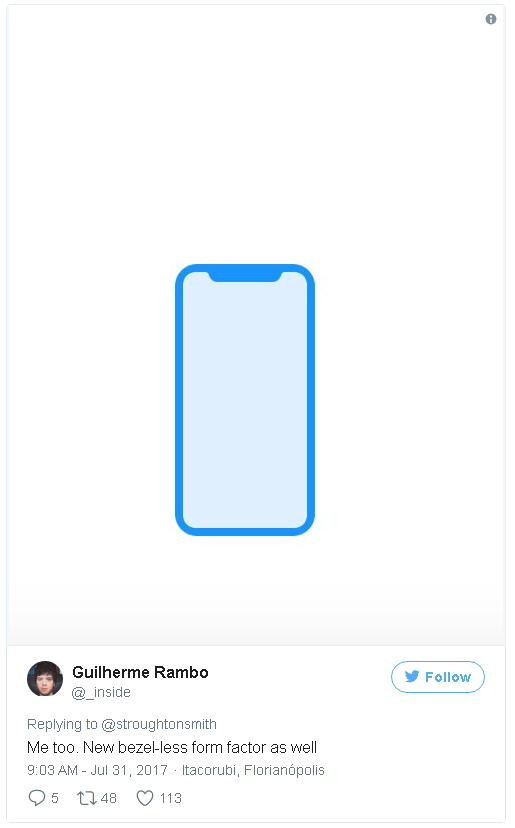 Guilherme Rambo
@_inside
Follow
Replying to @stroughtonsmith
Me too. New bezel-less form factor as well
9:03 AM - Jul 31, 2017 · Itacorubi, Florianópolis
5 48 113